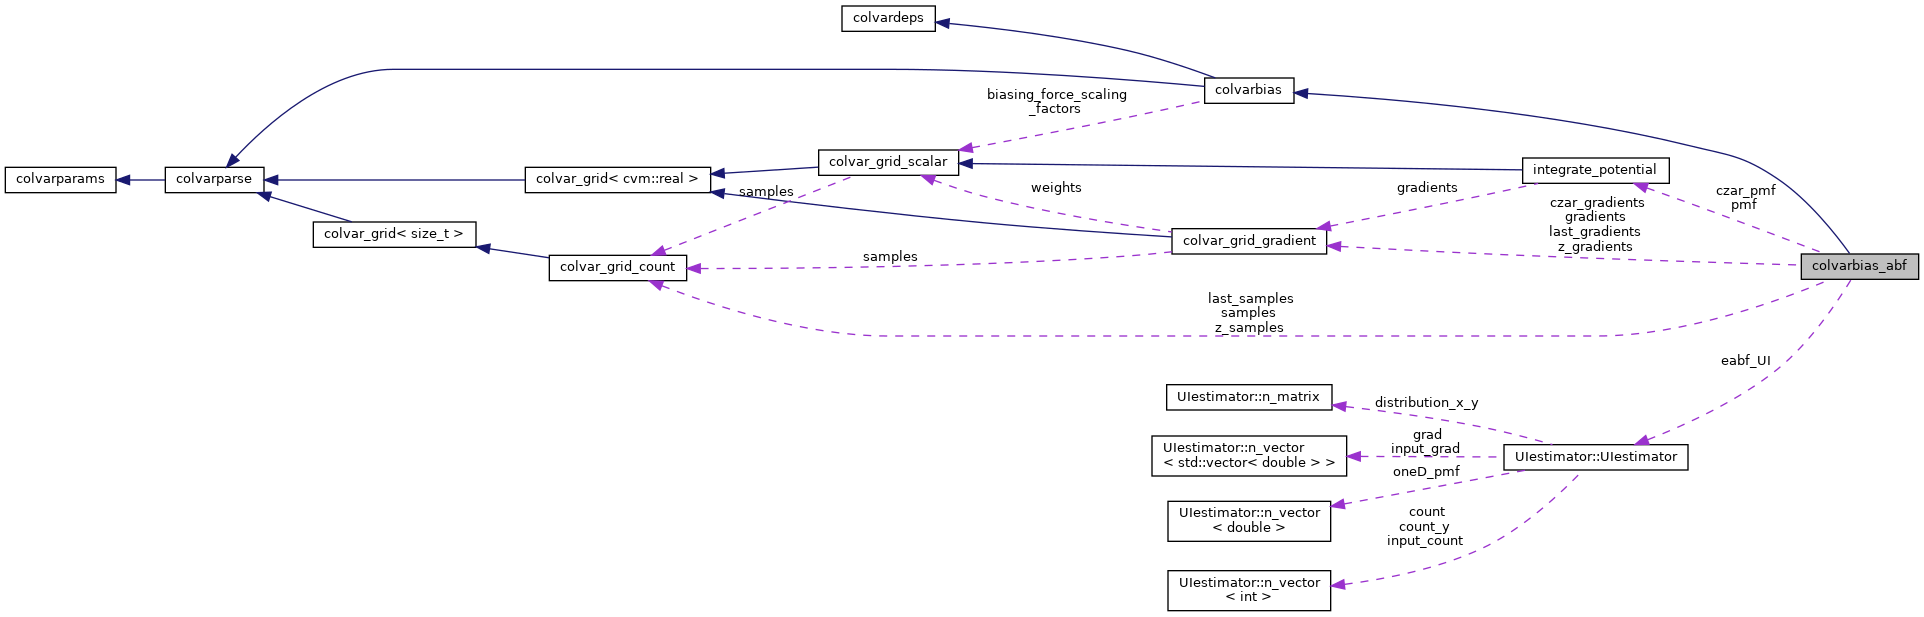 colvardeps
colvarbias
biasing_force_scaling
_factors
colvar_grid_scalar
integrate_potential
colvarparams
colvarparse
colvar_grid< cvm::real >
samples
weights
gradients
czar_pmf
pmf
czar_gradients
gradients
last_gradients
z_gradients
colvar_grid< size_t >
colvar_grid_gradient
samples
colvar_grid_count
colvarbias_abf
last_samples
samples
z_samples
eabf_UI
UIestimator::n_matrix
distribution_x_y
UIestimator::n_vector
< std::vector< double > >
grad
input_grad
UIestimator::UIestimator
oneD_pmf
UIestimator::n_vector
< double >
count
count_y
input_count
UIestimator::n_vector
< int >